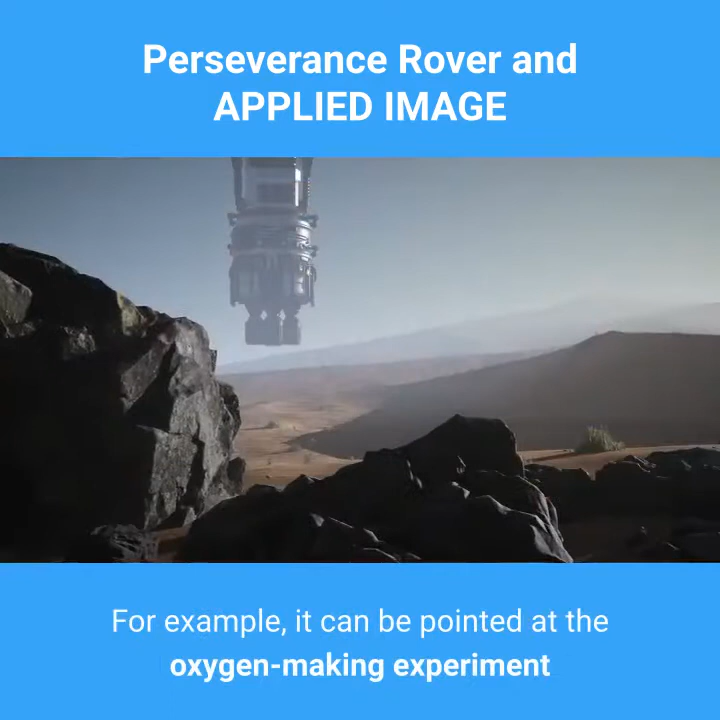 Perseverance Rover and
APPLIED IMAGE
For example, it can be pointed at the
oxygen-making experiment